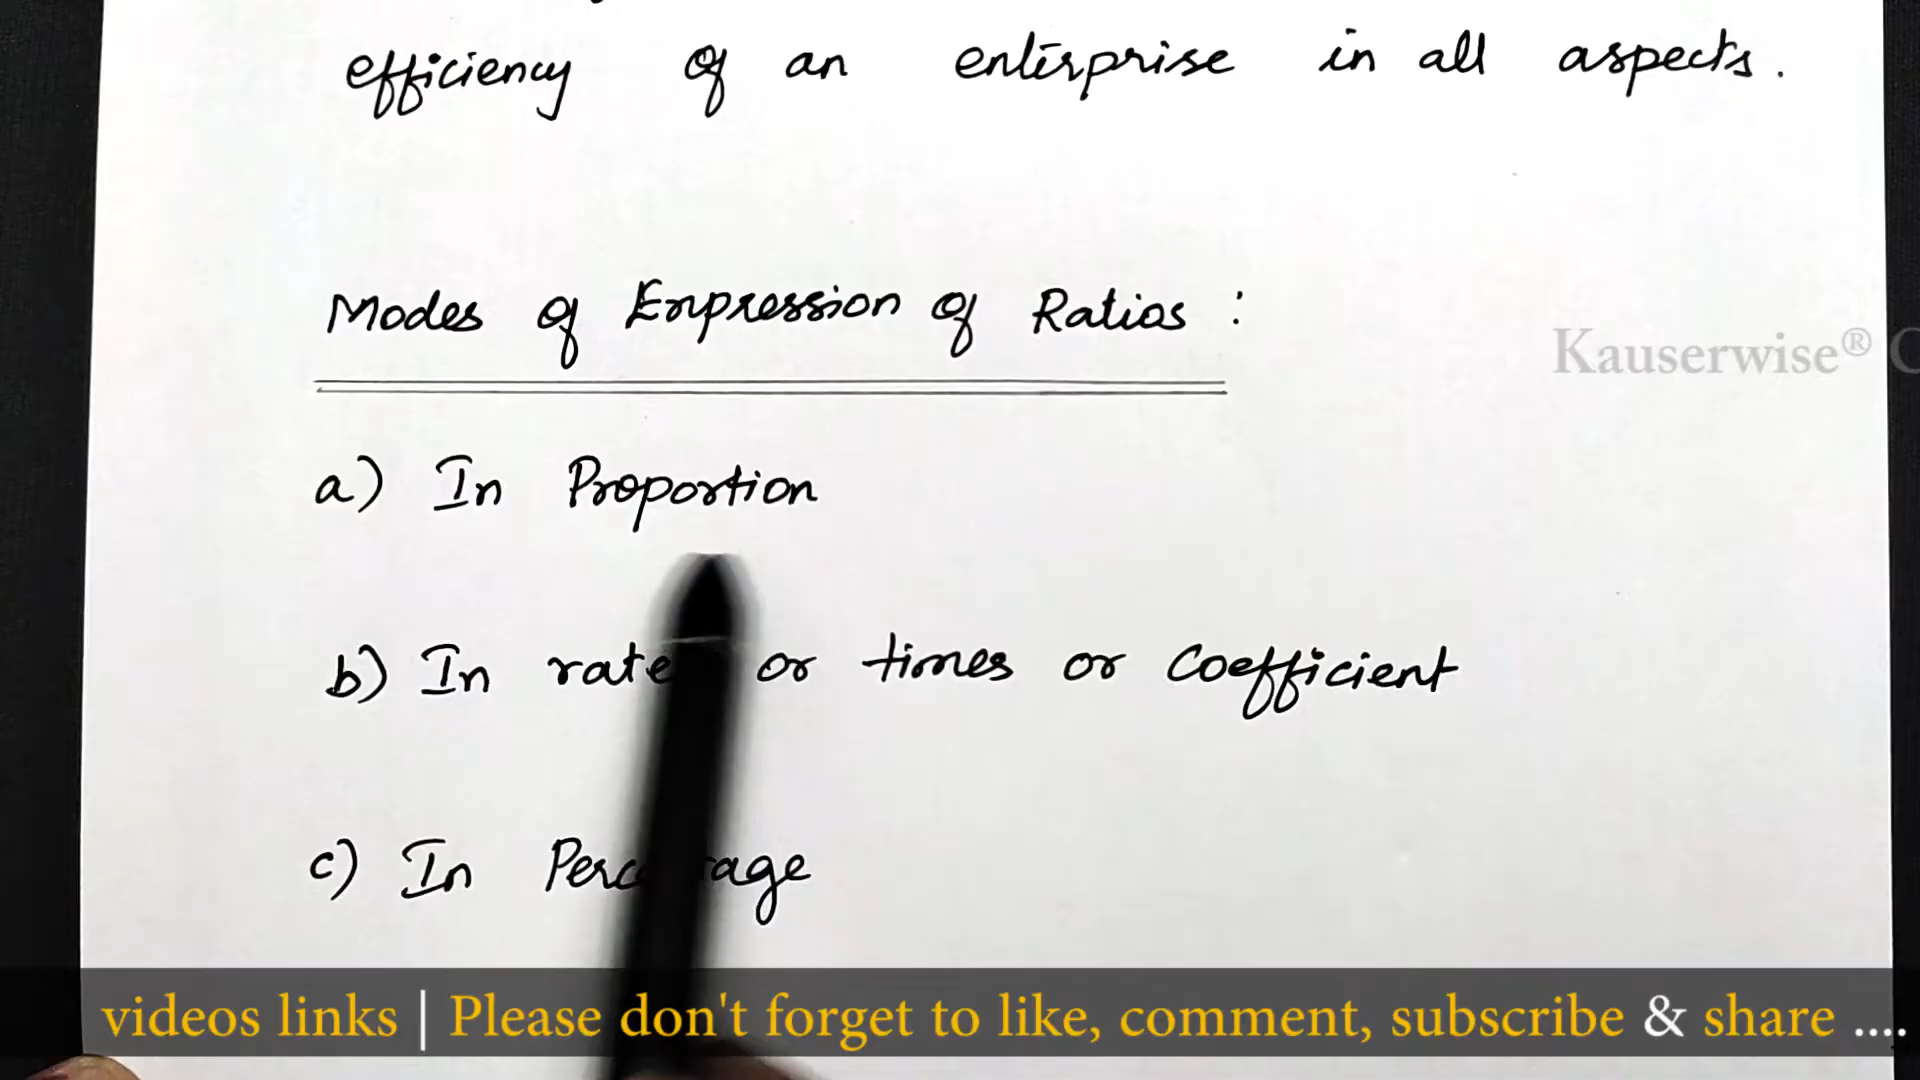 efficiency of an enterprise in all aspects.
Modes of Expression of Ratios :
Kauserwise®
a) In Proportion
b) In rate or times or Coefficient
c) In
videos links | Please don't forget to like, comment, subscribe & share ....